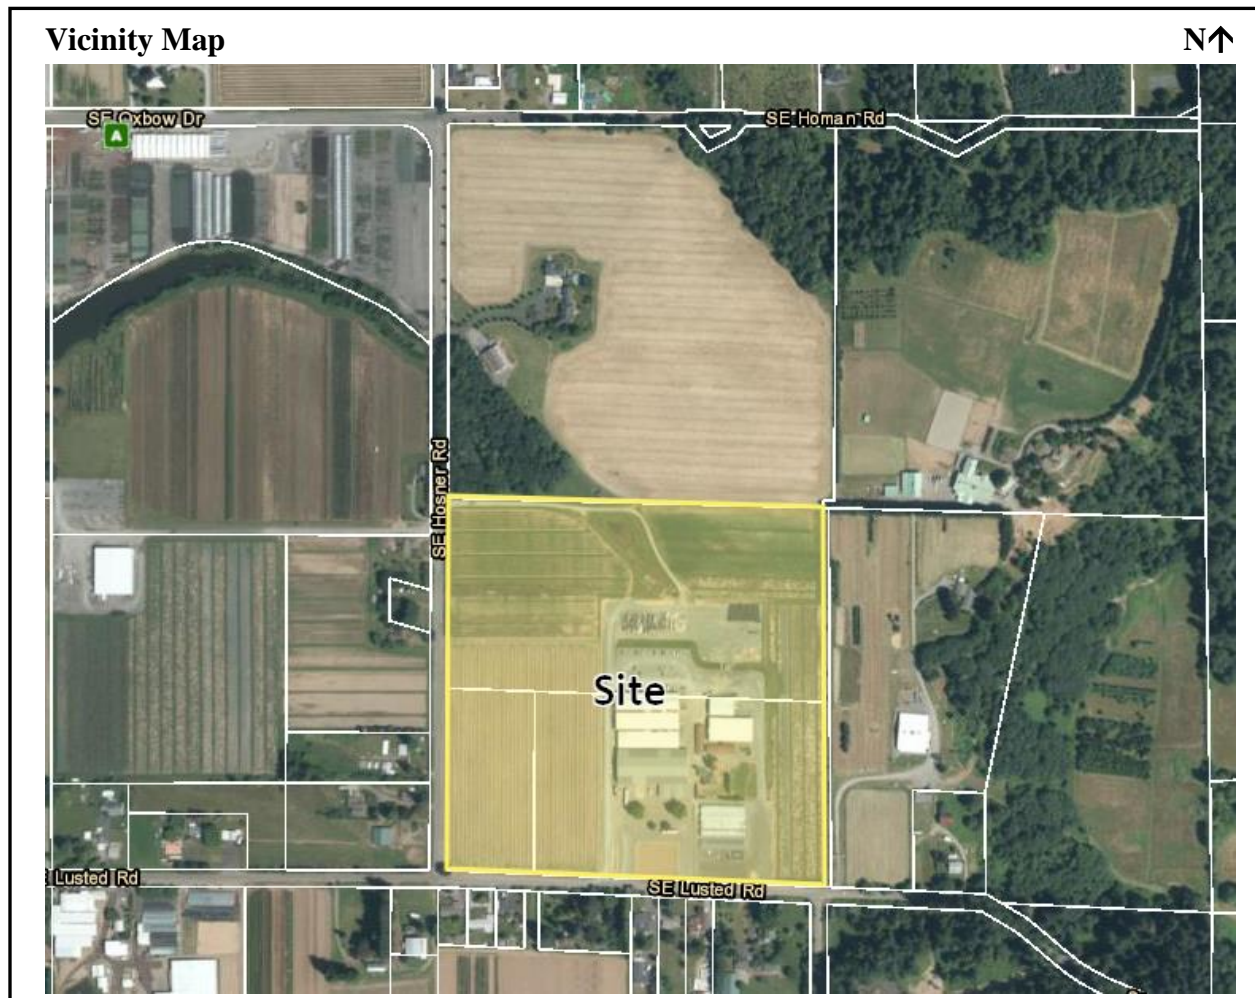 Vicinity Map
N↑
SE Oxbow Dr
A
SE Homan Rd
SE Hosner Rd
Site
Lusted Rd
SE Lusted Rd